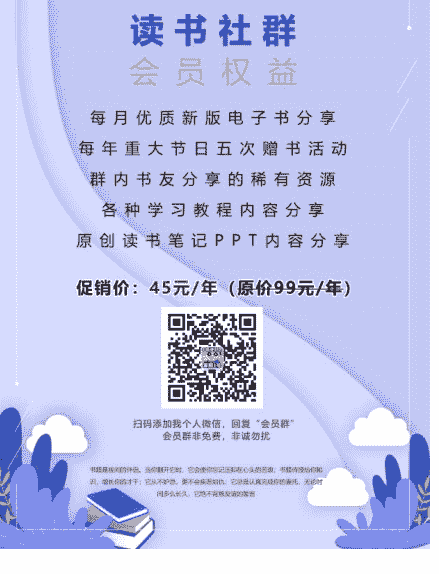 读书社群
会员权益
每月优质新版电子书分享
每年重大节日五次赠书活动
群内书友分享的稀有资源
各种学习教程内容分享
原创读书笔记PPT内容分享
促销价：45元/年（原价99元/年）
扫码添加我个人微信，回复“会员群”
会员群非免费，非诚勿扰